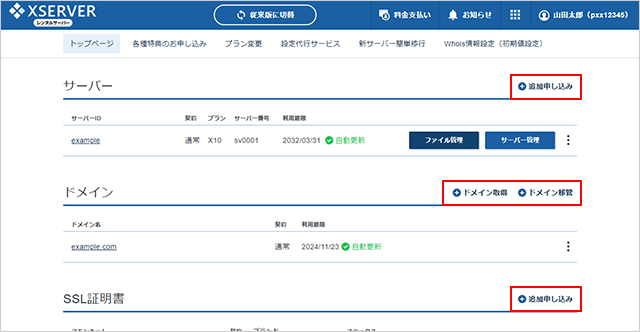 XSERVER
レンタルサーバー
従来版に切替
料金支払い
お知らせ
山田太郎（pxx12345）
トップページ 各種特典のお申し込み プラン変更 設定代行サービス 新サーバー簡単移行 Whois情報設定（初期値設定）
サーバー
追加申し込み
サーバーID 契約 プラン サーバー番号 利用期限
example 通常 X10 sv0001 2032/03/31 自動更新 ファイル管理 サーバー管理
ドメイン
ドメイン取得 ドメイン移管
ドメイン名 契約 利用期限
example.com 通常 2024/11/23 自動更新
SSL証明書
追加申し込み